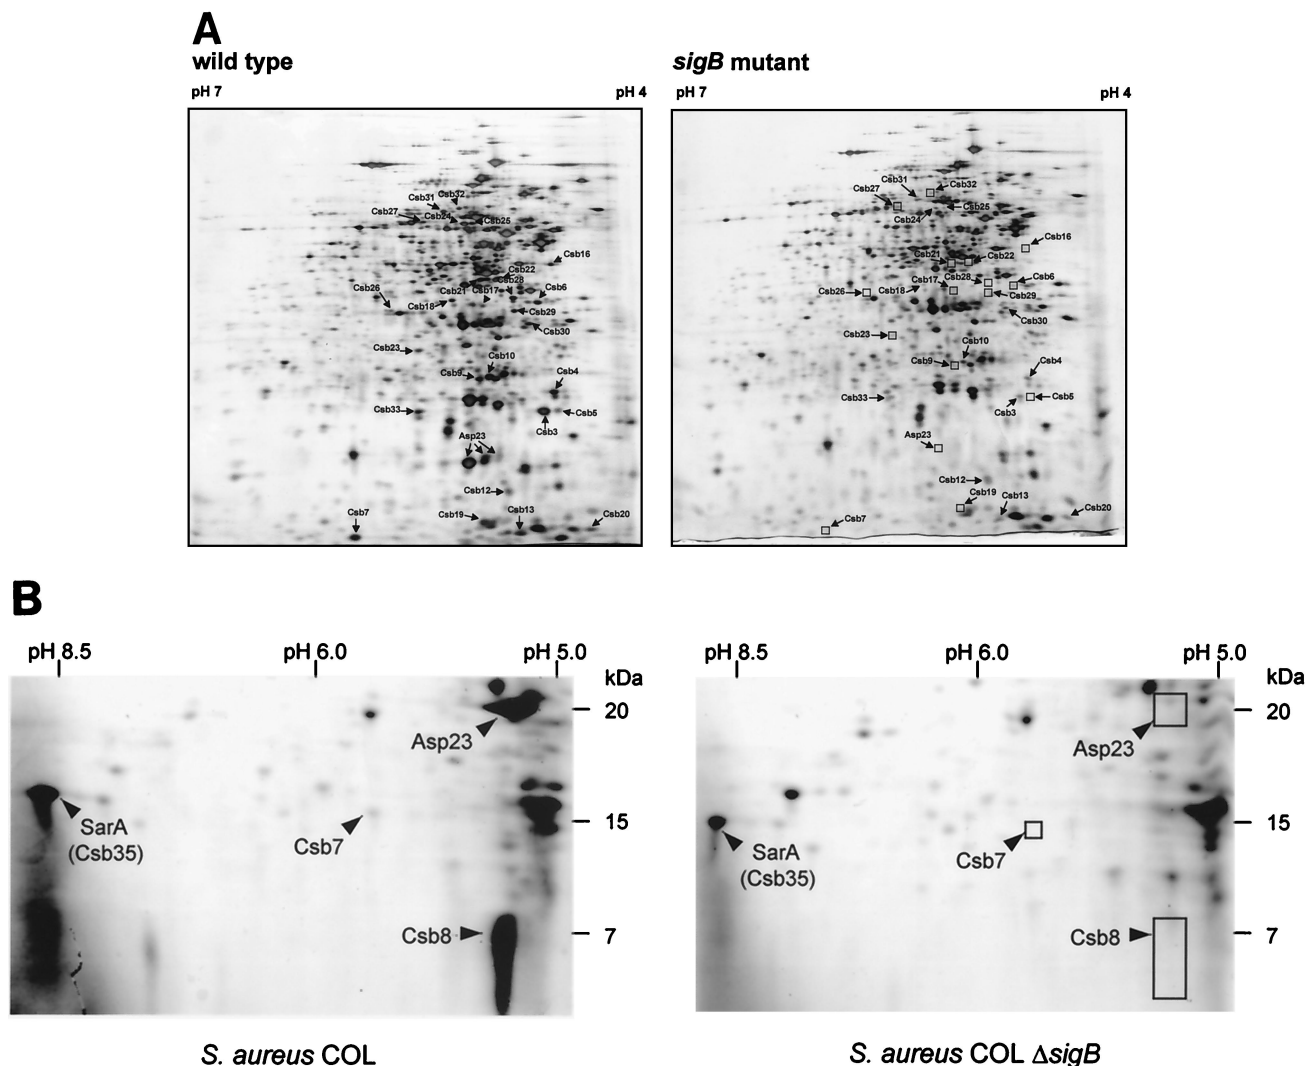 A
wild type
sigB mutant
pH 7
pH 4
pH 7
pH 4
Csb31
Csb32
Csb27
Csb24
Csb25
Csb16
Csb22
Csb28
Csb21
Csb17
Csb6
Csb26
Csb18
Csb29
Csb30
Csb23
Csb10
Csb9
Csb4
Csb33
Csb5
Csb3
Asp23
Csb12
Csb7
Csb19
Csb13
Csb20
Csb31
Csb32
Csb27
Csb25
Csb24
Csb16
Csb21
Csb22
Csb17
Csb28
Csb6
Csb26
Csb18
Csb29
Csb30
Csb23
Csb10
Csb9
Csb4
Csb33
Csb3
Csb5
Asp23
Csb12
Csb19
Csb13
Csb7
Csb20
B
pH 8.5
pH 6.0
pH 5.0
kDa
20
Asp23
15
SarA
(Csb35)
Csb7
Csb8
7
S. aureus COL
pH 8.5
pH 6.0
pH 5.0
kDa
20
Asp23
15
SarA
(Csb35)
Csb7
Csb8
7
S. aureus COL ΔsigB